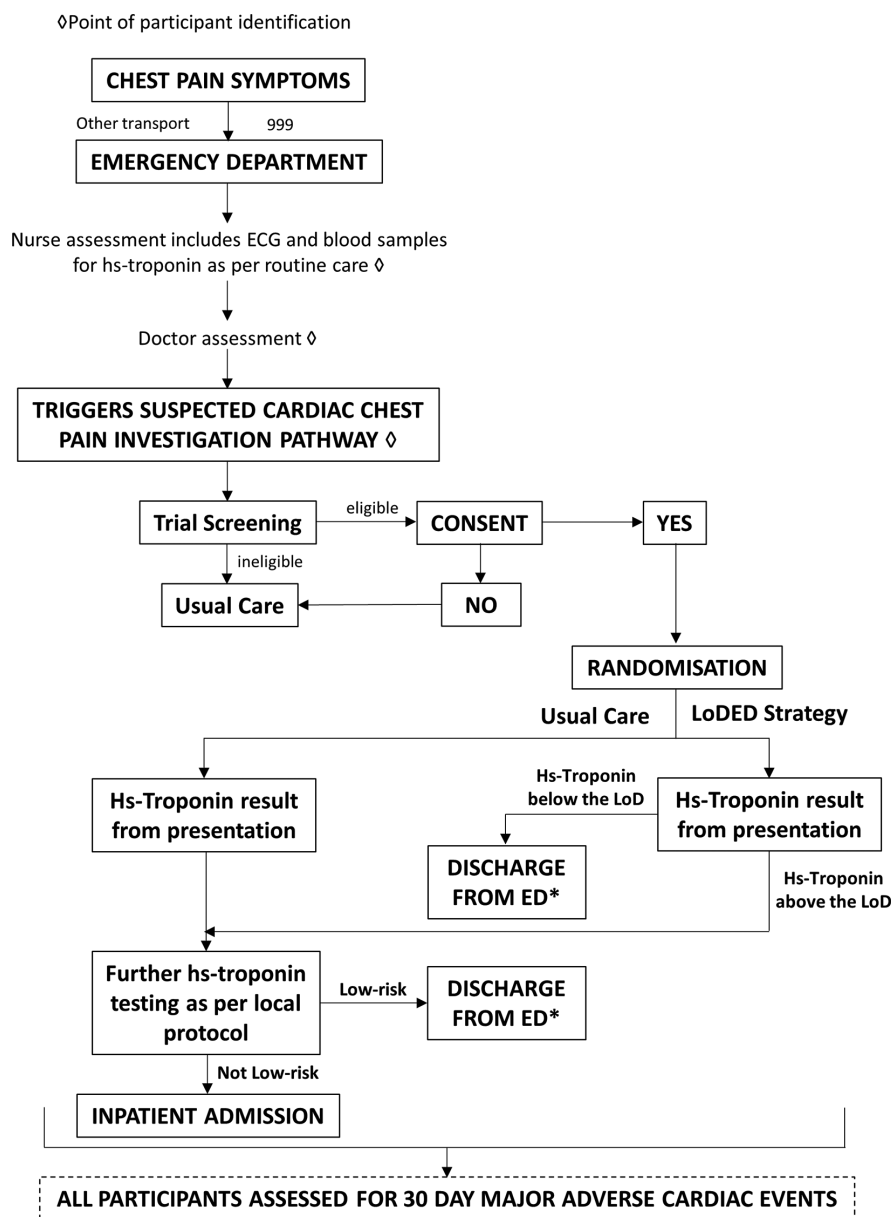 ◊Point of participant identification
CHEST PAIN SYMPTOMS
Other transport 999
EMERGENCY DEPARTMENT
Nurse assessment includes ECG and blood samples
for hs-troponin as per routine care ◊
Doctor assessment ◊
TRIGGERS SUSPECTED CARDIAC CHEST
PAIN INVESTIGATION PATHWAY ◊
Trial Screening
eligible
CONSENT
YES
ineligible
Usual Care
NO
RANDOMISATION
Usual Care
LoDED Strategy
Hs-Troponin result
from presentation
Hs-Troponin
below the LoD
Hs-Troponin result
from presentation
DISCHARGE
FROM ED*
Hs-Troponin
above the LoD
Further hs-troponin
testing as per local
protocol
Low-risk
DISCHARGE
FROM ED*
Not Low-risk
INPATIENT ADMISSION
ALL PARTICIPANTS ASSESSED FOR 30 DAY MAJOR ADVERSE CARDIAC EVENTS